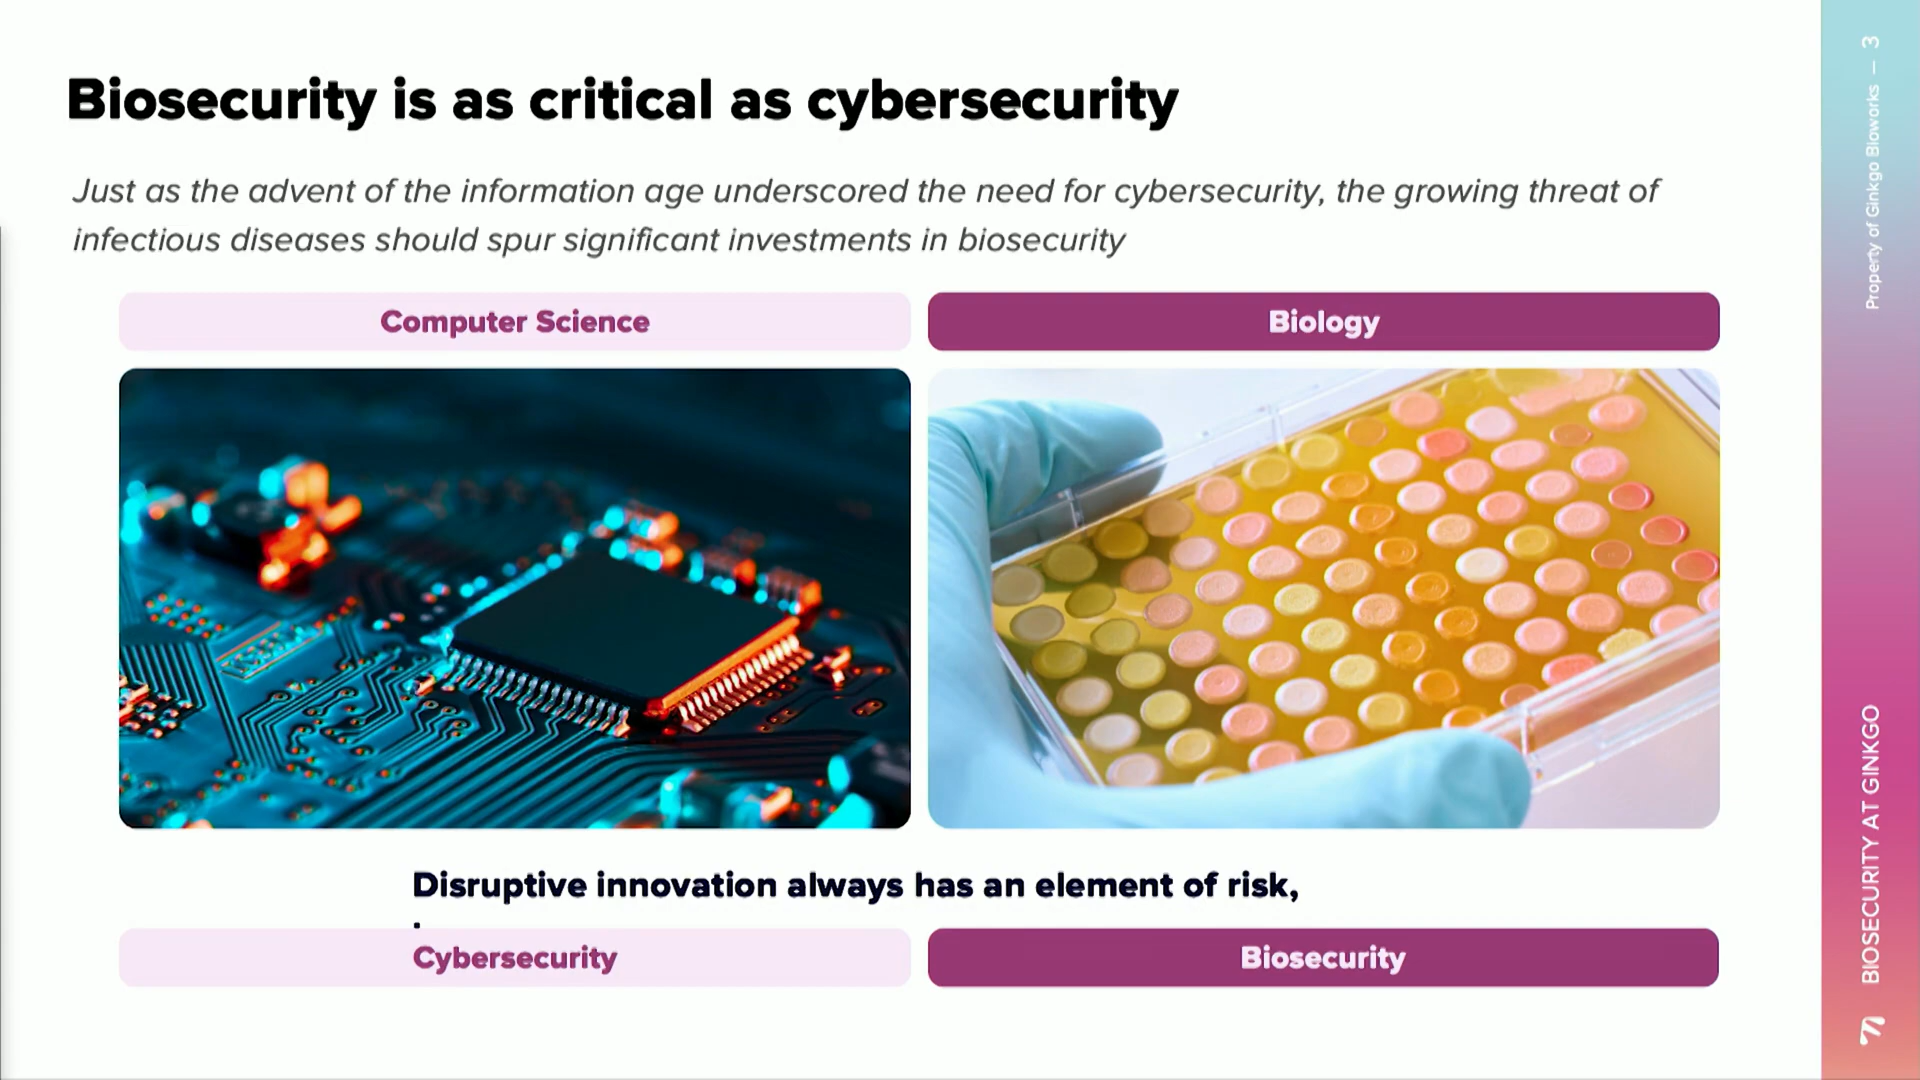 Biosecurity is as critical as cybersecurity
Just as the advent of the information age underscored the need for cybersecurity, the growing threat of
infectious diseases should spur significant investments in biosecurity
Computer Science
Biology
Disruptive innovation always has an element of risk,
Cybersecurity
Biosecurity
Property of Ginkgo Bioworks — 3
BIOSECURITY AT GINKGO